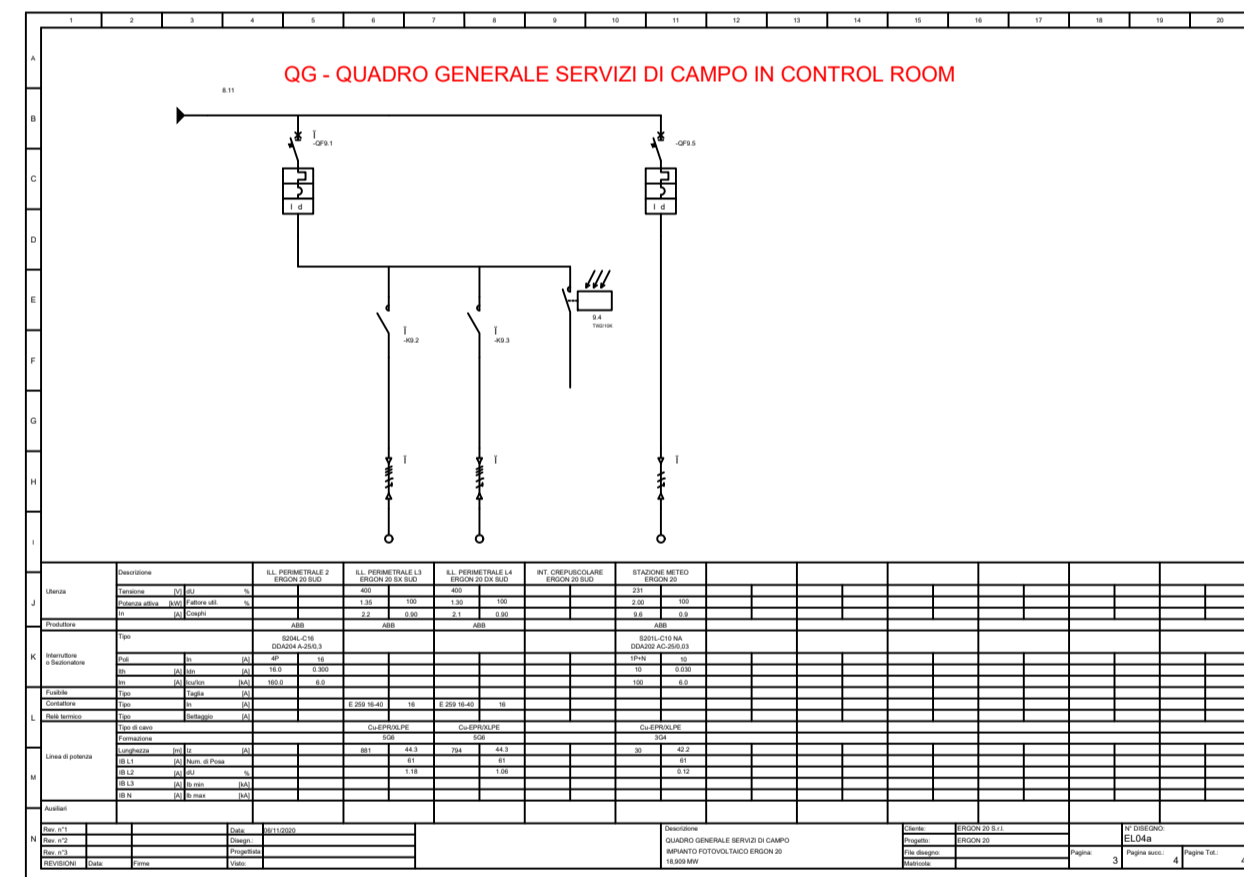 1 2 3 4 5 6 7 8 9 10 11 12 13 14 15 16 17 18 19 20
A
QG - QUADRO GENERALE SERVIZI DI CAMPO IN CONTROL ROOM
8.11
B
Ï
-QF9.1
-QF9.5
C
I d
I d
D
E
9.4
TW2/10K
Ï
-K9.2
Ï
-K9.3
F
G
Ï Ï Ï
H
I
J
K
L
M
N
Utenza
Descrizione ILL. PERIMETRALE 2 ILL. PERIMETRALE L3 ILL. PERIMETRALE L4 INT. CREPUSCOLARE STAZIONE METEO
ERGON 20 SUD ERGON 20 SX SUD ERGON 20 DX SUD ERGON 20 SUD ERGON 20
Tensione [V] dU % 400 400 231
Potenza attiva [kW] Fattore util. % 1.35 100 1.30 100 2.00 100
In [A] Cosphi 2.2 0.90 2.1 0.90 9.6 0.9
Produttore ABB ABB ABB ABB
Interruttore
o Sezionatore
Tipo S204L-C16 S201L-C10 NA
DDA204 A-25/0,3 DDA202 AC-25/0,03
Poli In [A] 4P 16 1P+N 10
Ith [A] Idn [A] 16.0 0.300 10 0.030
Im [A] Icu/Icn [kA] 160.0 6.0 100 6.0
Fusibile Tipo Taglia [A]
Contattore Tipo In [A] E 259 16-40 16 E 259 16-40 16
Relè termico Tipo Settaggio [A]
Linea di potenza
Tipo di cavo Cu-EPR/XLPE Cu-EPR/XLPE Cu-EPR/XLPE
Formazione 5G6 5G6 3G4
Lunghezza [m] Iz [A] 881 44.3 794 44.3 30 42.2
IB L1 [A] Num. di Posa 61 61 61
IB L2 [A] dU % 1.18 1.06 0.12
IB L3 [A] Ib min [kA]
IB N [A] Ib max [kA]
Ausiliari
Rev. n°1 Data: 06/11/2020
Rev. n°2 Disegn.:
Rev. n°3 Progettista
REVISIONI Data: Firme Visto:
Descrizione
QUADRO GENERALE SERVIZI DI CAMPO
IMPIANTO FOTOVOLTAICO ERGON 20
18,909 MW
Cliente: ERGON 20 S.r.l.
Progetto: ERGON 20
File disegno:
Matricola:
N° DISEGNO:
EL04a
Pagina: 3
Pagina succ.: 4
Pagine Tot.: 4